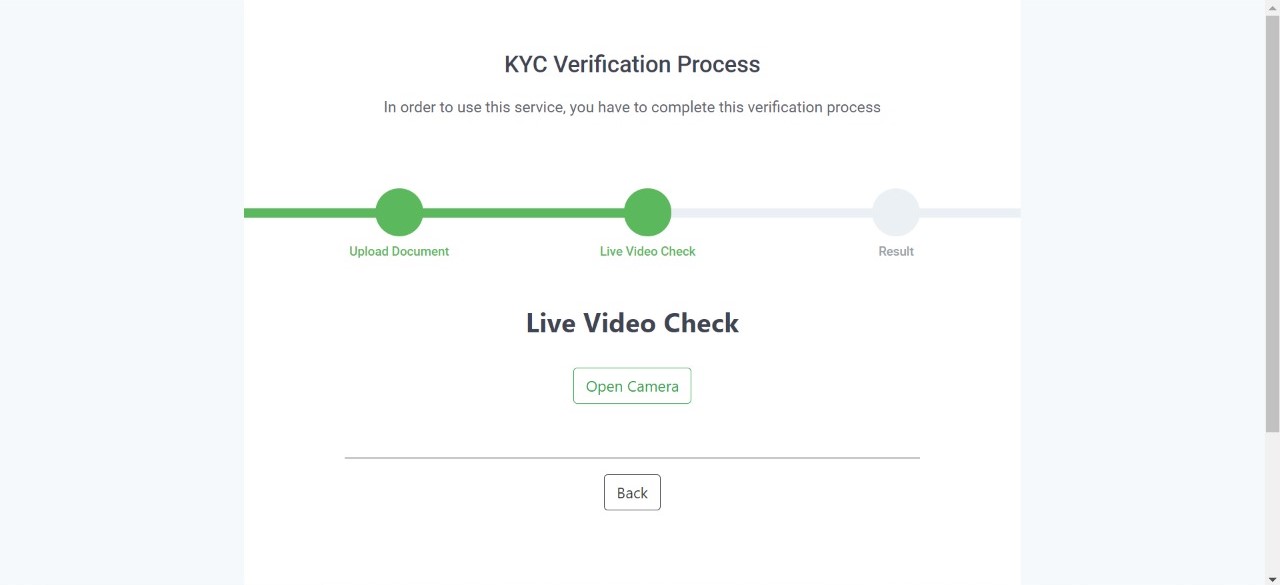 KYC Verification Process
In order to use this service, you have to complete this verification process
Upload Document
Live Video Check
Result
Live Video Check
Open Camera
Back